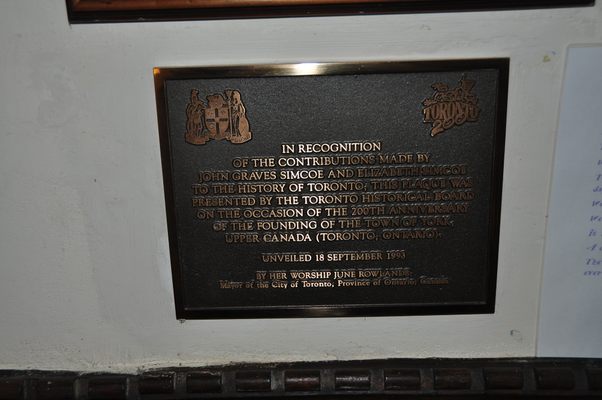 TORONTO
200
IN RECOGNITION
OF THE CONTRIBUTIONS MADE BY
JOHN GRAVES SIMCOE AND ELIZABETH SIMCOE
TO THE HISTORY OF TORONTO, THIS PLAQUE WAS
PRESENTED BY THE TORONTO HISTORICAL BOARD
ON THE OCCASION OF THE 200TH ANNIVERSARY
OF THE FOUNDING OF THE TOWN OF YORK,
UPPER CANADA (TORONTO, ONTARIO).
UNVEILED 18 SEPTEMBER 1993
BY HER WORSHIP JUNE ROWLANDS,
Mayor of the City of Toronto, Province of Ontario, Canada